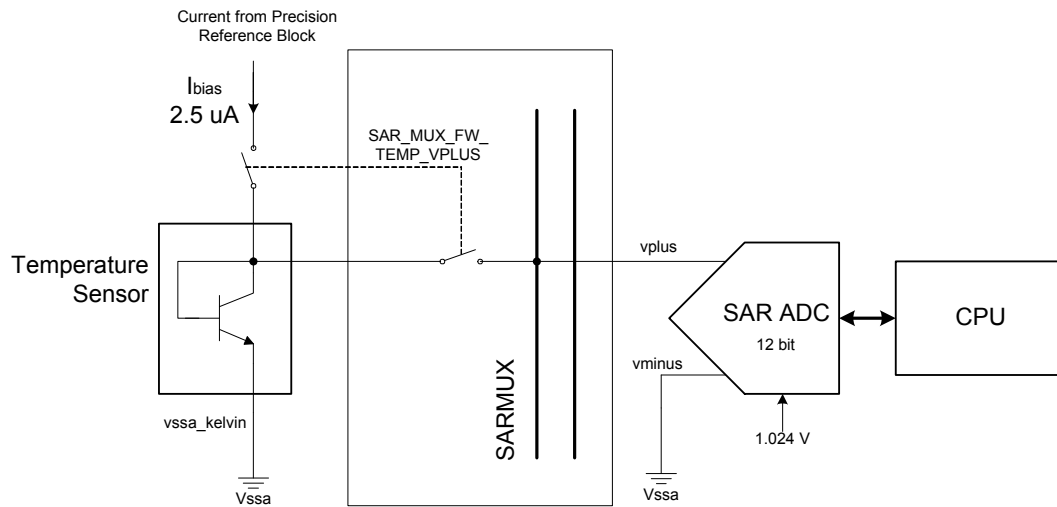 Current from Precision
Reference Block
Ibias
2.5 uA
SAR_MUX_FW_
TEMP_VPLUS
Temperature
Sensor
vplus
SAR ADC
12 bit
CPU
vminus
SARMUX
vssa_kelvin
1.024 V
Vssa
Vssa